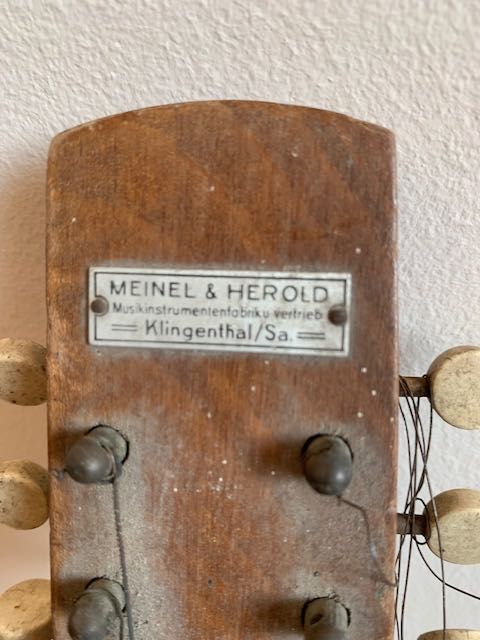 MEINEL & HEROLD
Musikinstrumentenfabrik u. vertrieb
Klingenthal/Sa.